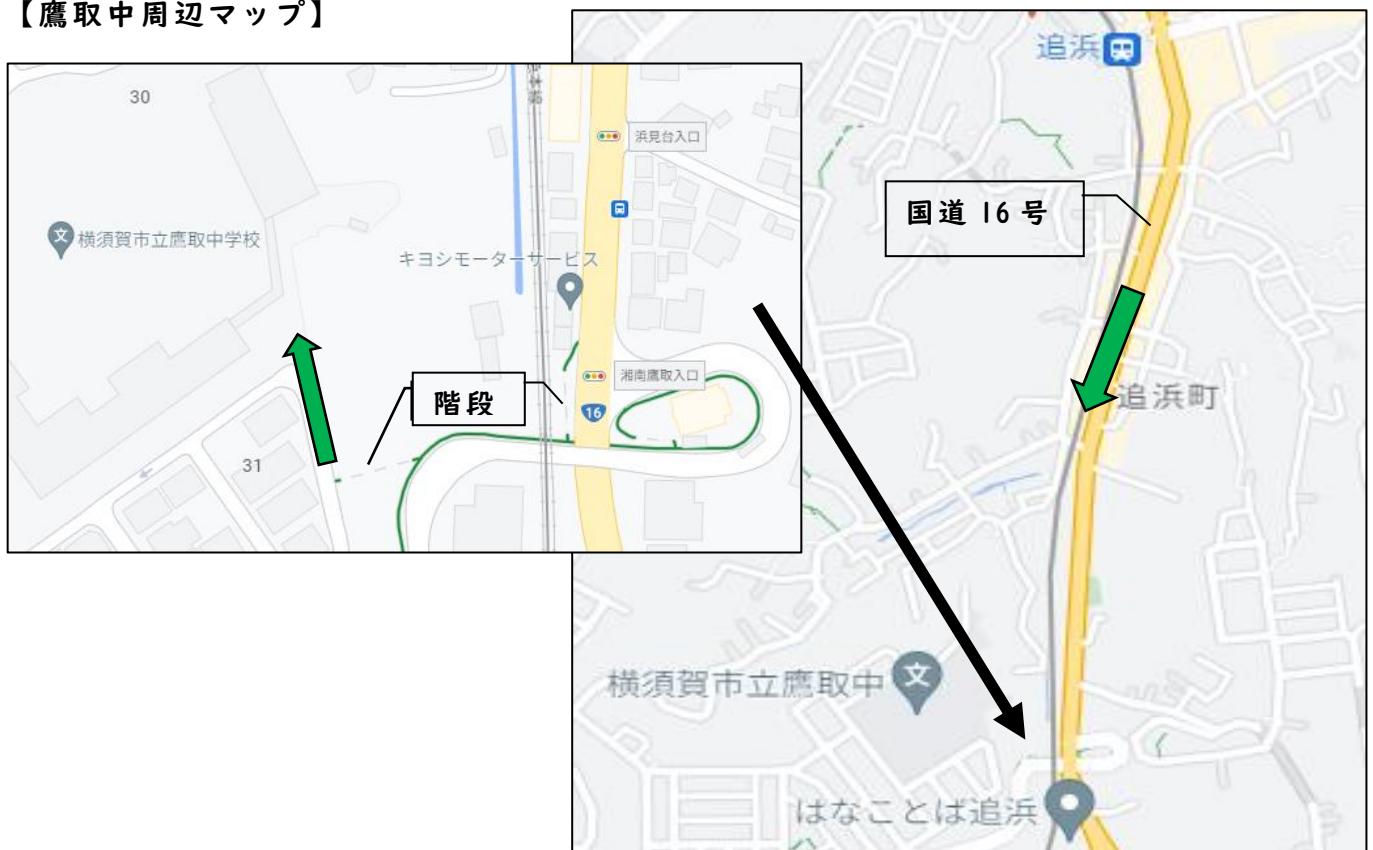 【鷹取中周辺マップ】
30
浜見台入口
横須賀市立鷹取中学校
キヨシモーターサービス
湘南鷹取入口
階段
16
31
追浜
国道 16 号
追浜町
横須賀市立鷹取中
はなことば追浜